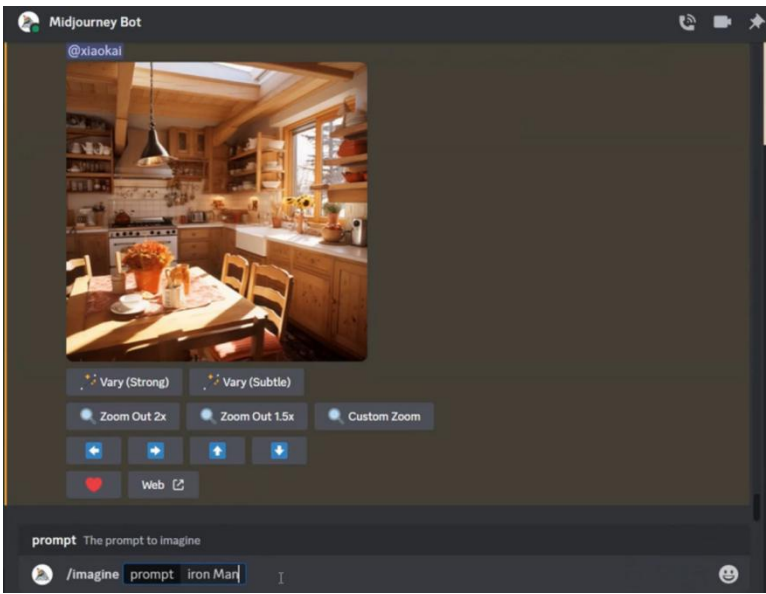 Midjourney Bot
@xiaokai
Vary (Strong) Vary (Subtle)
Zoom Out 2x Zoom Out 1.5x Custom Zoom
Web
prompt The prompt to imagine
/imagine prompt iron Man